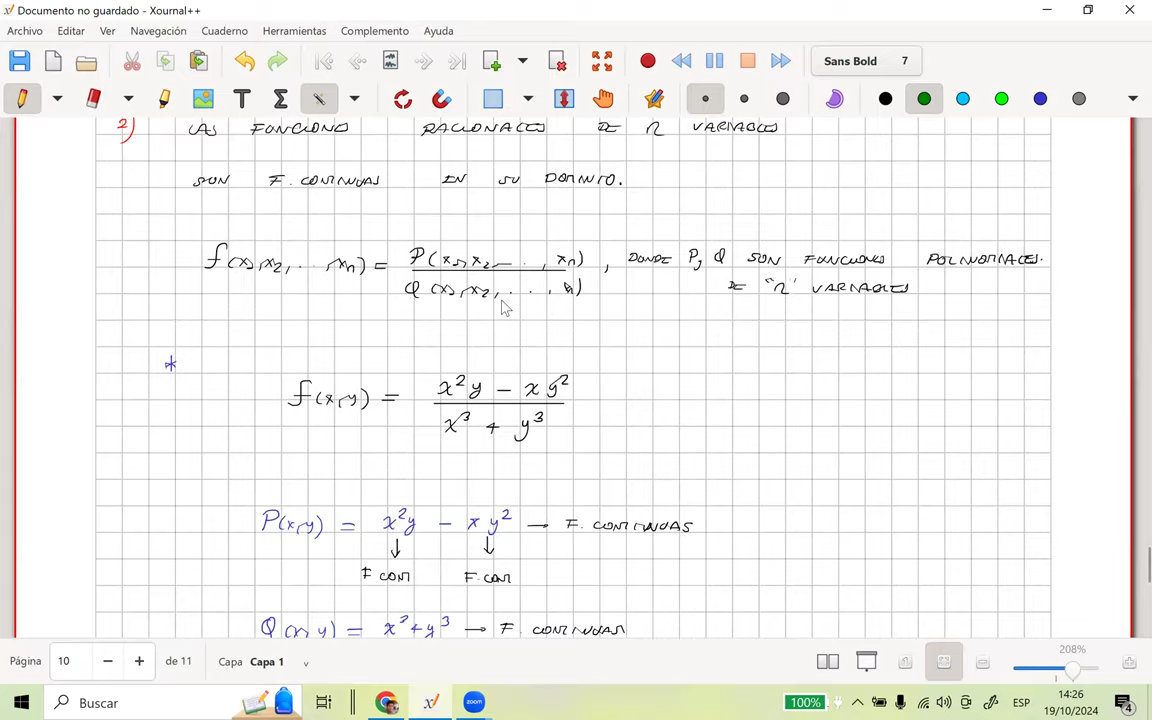 Documento no guardado - Xournal++
Archivo Editar Ver Navegación Cuaderno Herramientas Complemento Ayuda
Sans Bold 7
2) LAS FUNCIONES RACIONALES DE n VARIABLES
SON F. CONTINUAS EN SU DOMINIO.
f(x₁,x₂,...,xn) = P(x₁,x₂,...,xn) / Q(x₁,x₂,...,xn) , DONDE P, Q SON FUNCIONES POLINOMIALES.
DE "n" VARIABLES
*
f(x,y) = x²y - xy² / x³ + y³
P(x,y) = x²y - xy² → F. CONTINUAS
↓ ↓
F CONT F. CONT
Q(x,y) = x³+y³ → F. CONTINUAS
Página 10 de 11 Capa Capa 1 208%
Buscar 100% ESP 14:26
19/10/2024 4